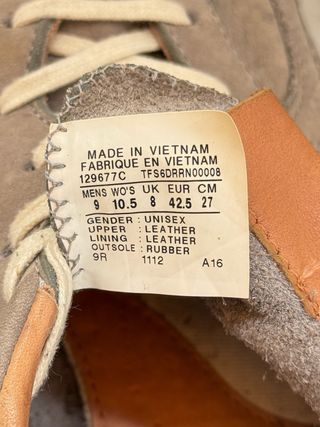 MADE IN VIETNAM
FABRIQUE EN VIETNAM
129677C TFS6DRRN00008
MENS WO'S UK EUR CM
9 10.5 8 42.5 27
GENDER : UNISEX
UPPER : LEATHER
LINING : LEATHER
OUTSOLE : RUBBER
9R 1112 A16